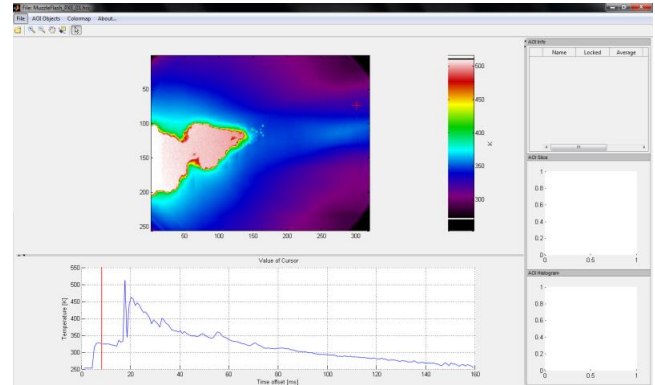 File AOI Objects Colormap About...
AOI Info
Name Locked Average
50
100
150
200
250
50 100 150 200 250 300
500
450
400
350
300
K
AOI Slice
1
0.8
0.6
0.4
0.2
0
0 0.5 1
Value of Cursor
550
500
450
400
350
300
250
Temperature [K]
0 20 40 60 80 100 120 140 160
Time offset [ms]
AOI Histogram
1
0.8
0.6
0.4
0.2
0
0 0.5 1